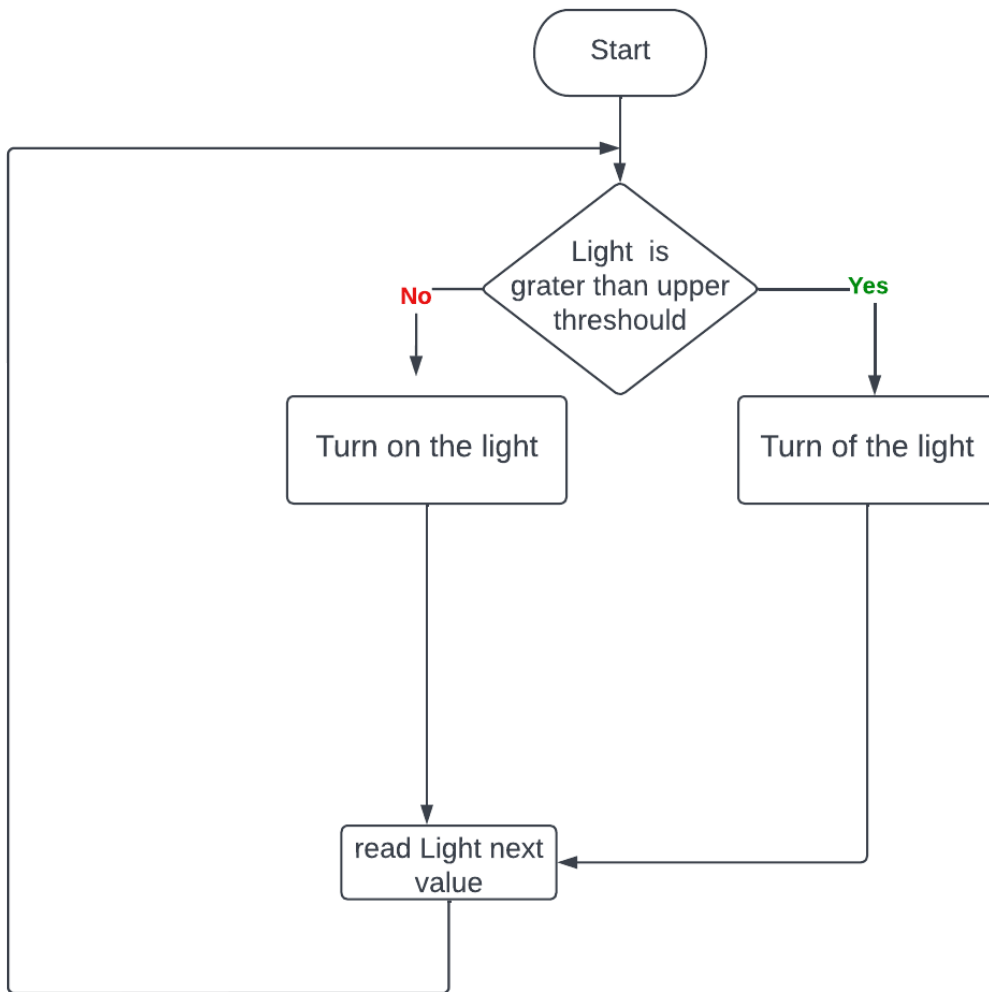 Start
Light is
grater than upper
threshould
No
Yes
Turn on the light
Turn of the light
read Light next
value